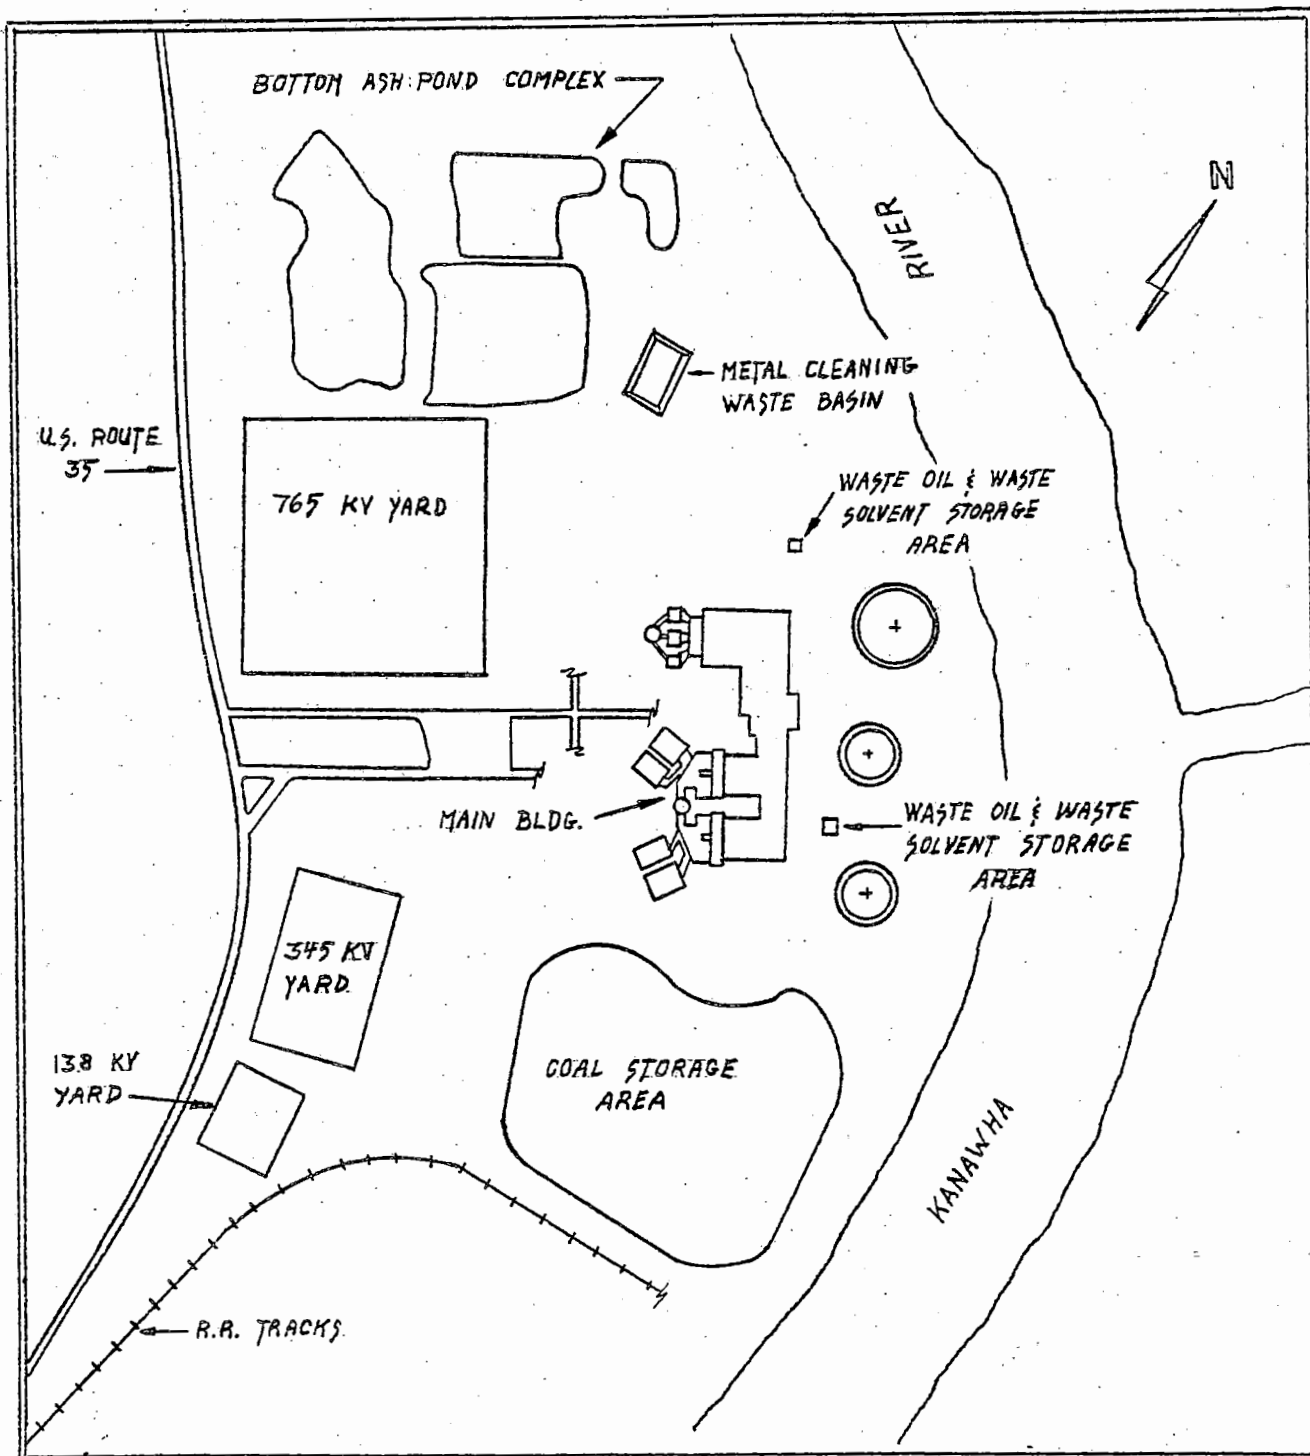 BOTTOM ASH POND COMPLEX
N
RIVER
METAL CLEANING
WASTE BASIN
U.S. ROUTE
35
765 KV YARD
WASTE OIL & WASTE
SOLVENT STORAGE
AREA
MAIN BLDG.
WASTE OIL & WASTE
SOLVENT STORAGE
AREA
345 KV
YARD
138 KV
YARD
COAL STORAGE
AREA
KANAWHA
R.R. TRACKS